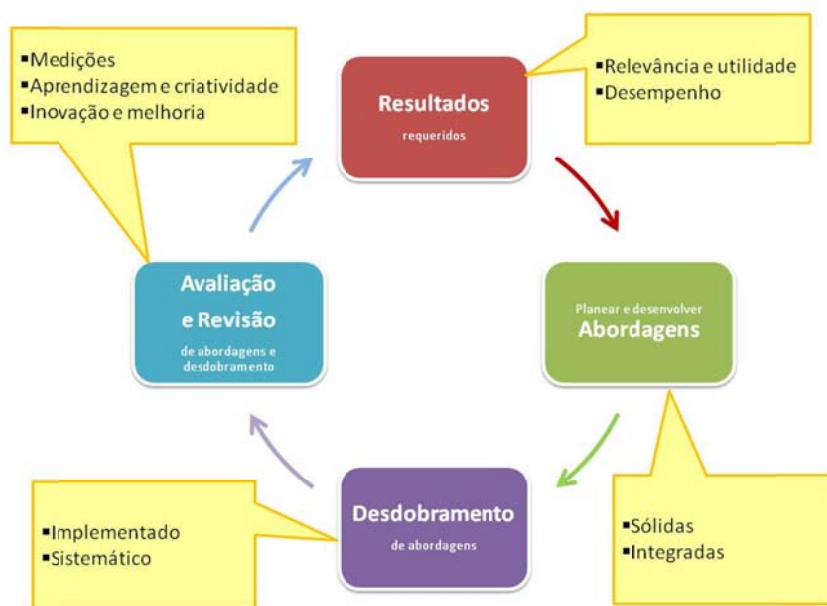 ▪Medições
▪Aprendizagem e criatividade
▪Inovação e melhoria
Resultados
requeridos
▪Relevância e utilidade
▪Desempenho
Avaliação
e Revisão
de abordagens e
desdobramento
Planear e desenvolver
Abordagens
Desdobramento
de abordagens
▪Implementado
▪Sistemático
▪Sólidas
▪Integradas